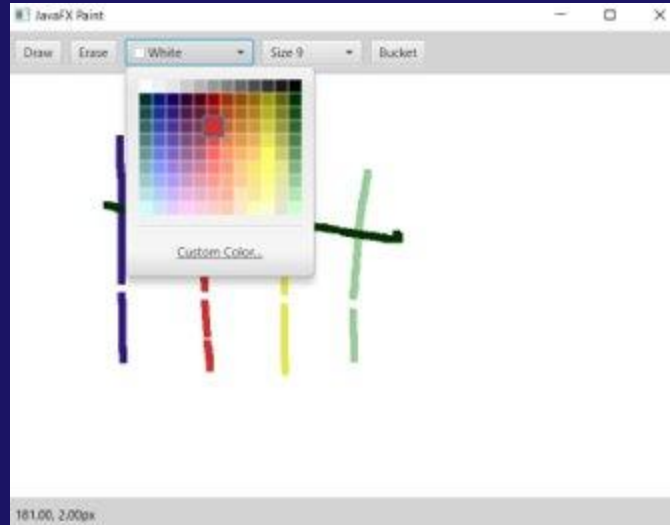 JavaFX Paint
Draw Erase White Size 9 Bucket
Custom Color...
181.00, 2.00px